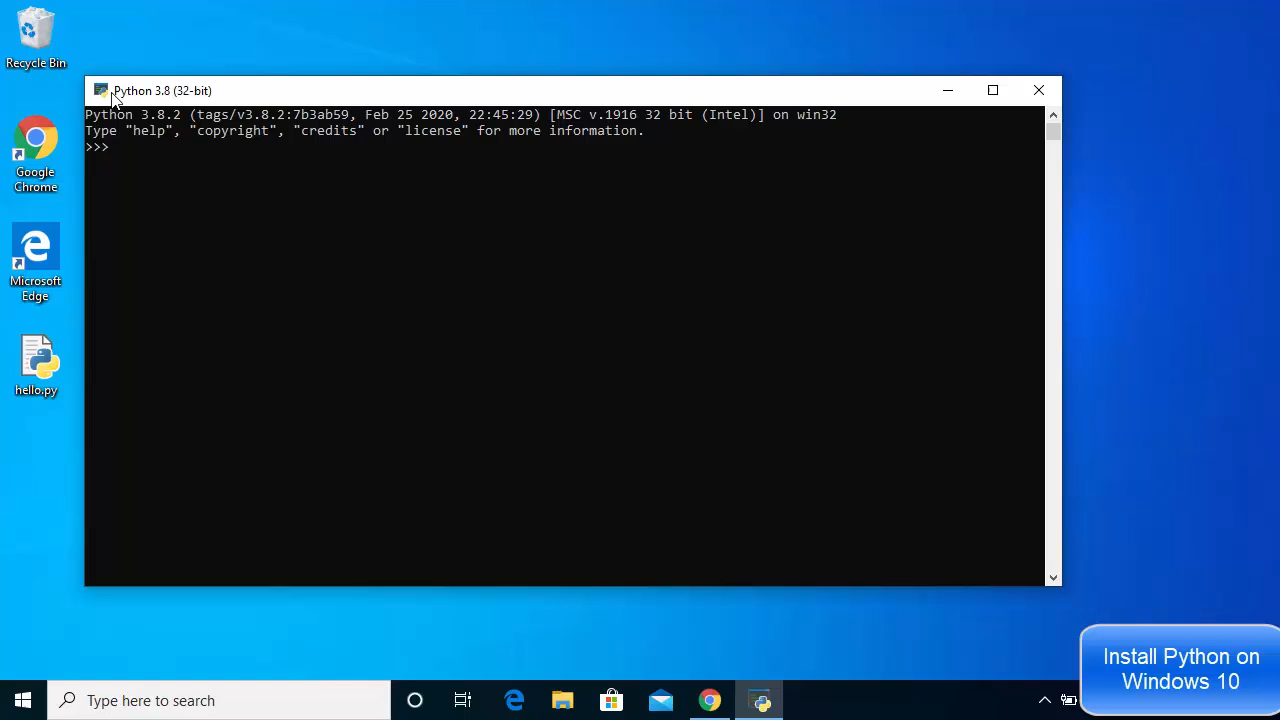 Recycle Bin
Python 3.8 (32-bit)
Python 3.8.2 (tags/v3.8.2:7b3ab59, Feb 25 2020, 22:45:29) [MSC v.1916 32 bit (Intel)] on win32
Type "help", "copyright", "credits" or "license" for more information.
>>>
Google
Chrome
Microsoft
Edge
hello.py
Install Python on
Windows 10
Type here to search